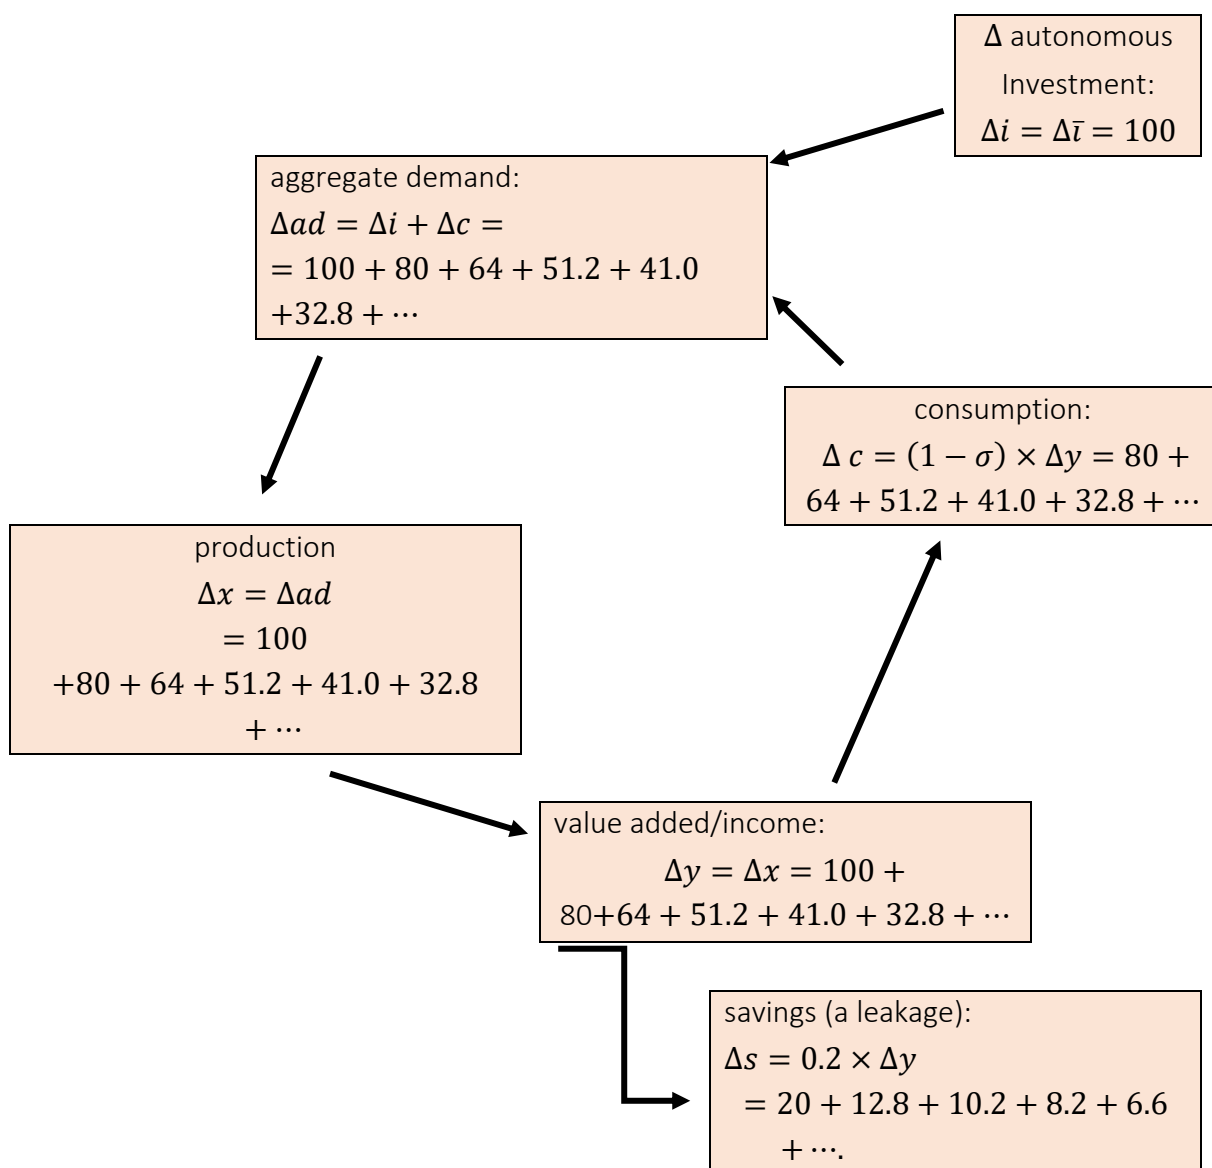 Δ autonomous
Investment:
Δi = Δῑ = 100
aggregate demand:
Δad = Δi + Δc =
= 100 + 80 + 64 + 51.2 + 41.0
+32.8 + ⋯
consumption:
Δ c = (1 − σ) × Δy = 80 +
64 + 51.2 + 41.0 + 32.8 + ⋯
production
Δx = Δad
= 100
+80 + 64 + 51.2 + 41.0 + 32.8
+ ⋯
value added/income:
Δy = Δx = 100 +
80+64 + 51.2 + 41.0 + 32.8 + ⋯
savings (a leakage):
Δs = 0.2 × Δy
= 20 + 12.8 + 10.2 + 8.2 + 6.6
+ ⋯.